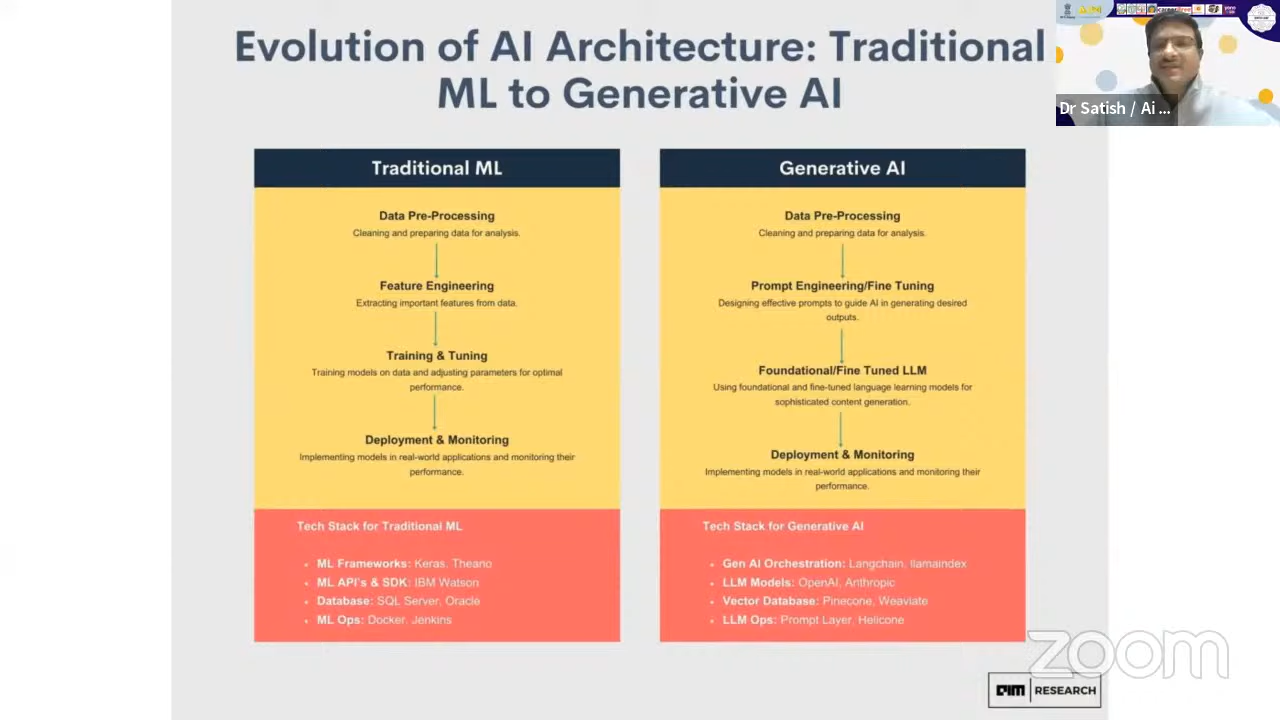 Evolution of AI Architecture: Traditional
ML to Generative AI
Dr Satish / Ai ...
Traditional ML
Data Pre-Processing
Cleaning and preparing data for analysis.
Feature Engineering
Extracting important features from data.
Training & Tuning
Training models on data and adjusting parameters for optimal
performance.
Deployment & Monitoring
Implementing models in real-world applications and monitoring their
performance.
Tech Stack for Traditional ML
• ML Frameworks: Keras, Theano
• ML API's & SDK: IBM Watson
• Database: SQL Server, Oracle
• ML Ops: Docker, Jenkins
Generative AI
Data Pre-Processing
Cleaning and preparing data for analysis.
Prompt Engineering/Fine Tuning
Designing effective prompts to guide AI in generating desired
outputs.
Foundational/Fine Tuned LLM
Using foundational and fine-tuned language learning models for
sophisticated content generation.
Deployment & Monitoring
Implementing models in real-world applications and monitoring their
performance.
Tech Stack for Generative AI
• Gen AI Orchestration: Langchain, llamaindex
• LLM Models: OpenAI, Anthropic
• Vector Database: Pinecone, Weaviate
• LLM Ops: Prompt Layer, Helicone
zoom
AIM RESEARCH